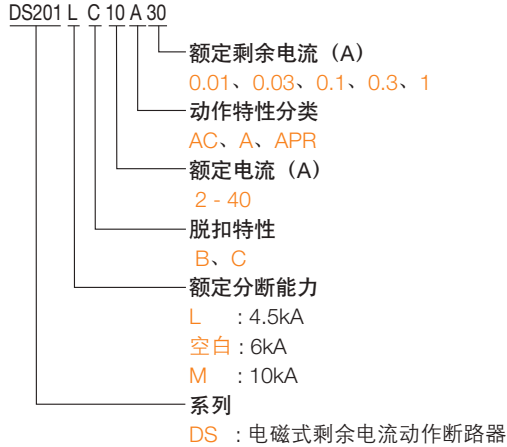 DS201 L C 10 A 30
额定剩余电流（A）
0.01、0.03、0.1、0.3、1
动作特性分类
AC、A、APR
额定电流（A）
2 - 40
脱扣特性
B、C
额定分断能力
L : 4.5kA
空白 : 6kA
M : 10kA
系列
DS : 电磁式剩余电流动作断路器